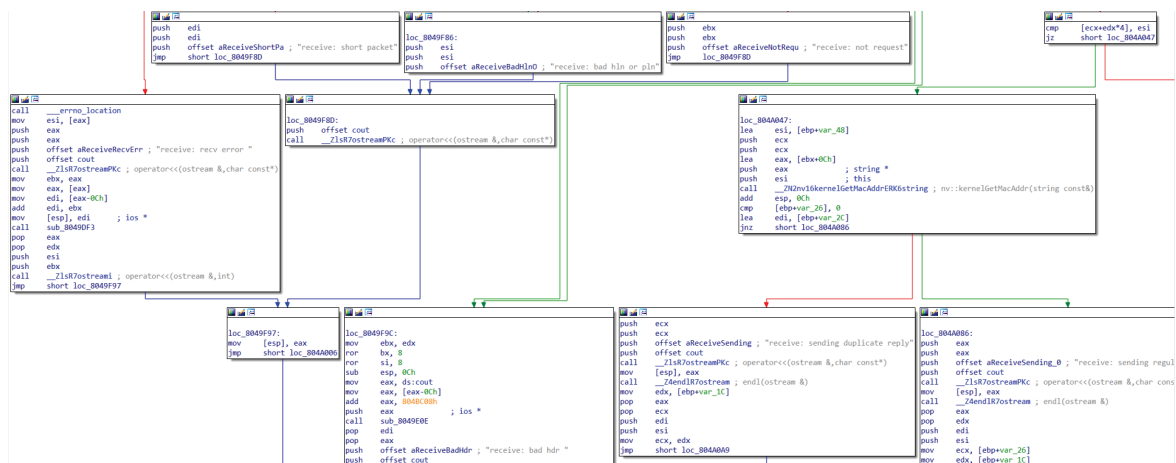 push edi
push edi
push offset aReceiveShortPa ; "receive: short packet"
jmp short loc_8049F8D
loc_8049F86:
push esi
push esi
push offset aReceiveBadHlnO ; "receive: bad hln or pln"
push ebx
push ebx
push offset aReceiveNotRequ ; "receive: not request"
jmp short loc_8049F8D
cmp [ecx+edx*4], esi
jz short loc_804A047
call ___errno_location
mov esi, [eax]
push eax
push eax
push offset aReceiveRecvErr ; "receive: recv error "
push offset cout
call __ZlsR7ostreamPKc ; operator<<(ostream &,char const*)
mov ebx, eax
mov eax, [eax]
mov edi, [eax-0Ch]
add edi, ebx
mov [esp], edi ; ios *
call sub_8049DF3
pop eax
pop edx
push esi
push ebx
call __ZlsR7ostreami ; operator<<(ostream &,int)
jmp short loc_8049F97
loc_8049F8D:
push offset cout
call __ZlsR7ostreamPKc ; operator<<(ostream &,char const*)
loc_804A047:
lea esi, [ebp+var_48]
push ecx
push ecx
lea eax, [ebx+0Ch]
push eax ; string *
push esi ; this
call __ZN2nv16kernelGetMacAddrERK6string ; nv::kernelGetMacAddr(string const&)
add esp, 0Ch
cmp [ebp+var_26], 0
lea edi, [ebp+var_2C]
jnz short loc_804A086
loc_8049F97:
mov [esp], eax
jmp short loc_804A006
loc_8049F9C:
mov ebx, edx
ror bx, 8
ror si, 8
sub esp, 0Ch
mov eax, ds:cout
mov eax, [eax-0Ch]
add eax, 804BC08h
push eax ; ios *
call sub_8049E0E
pop edi
pop eax
push offset aReceiveBadHdr ; "receive: bad hdr "
push offset cout
push ecx
push ecx
push offset aReceiveSending ; "receive: sending duplicate reply"
push offset cout
call __ZlsR7ostreamPKc ; operator<<(ostream &,char const*)
mov [esp], eax
call __Z4endlR7ostream ; endl(ostream &)
mov edx, [ebp+var_1C]
pop eax
pop ecx
push edi
push esi
mov ecx, edx
jmp short loc_804A0A9
loc_804A086:
push eax
push eax
push offset aReceiveSending_0 ; "receive: sending regul
push offset cout
call __ZlsR7ostreamPKc ; operator<<(ostream &,char cons
mov [esp], eax
call __Z4endlR7ostream ; endl(ostream &)
pop eax
pop edx
push edi
push esi
mov ecx, [ebp+var_26]
mov edx, [ebp+var_1C]